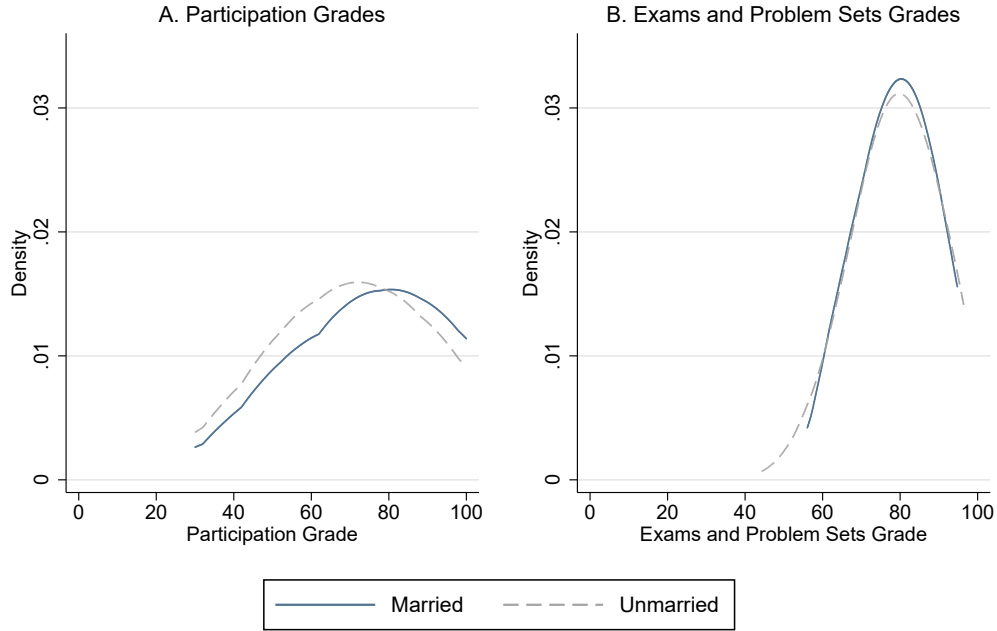 A. Participation Grades
B. Exams and Problem Sets Grades
Density
.03
.02
.01
0
0 20 40 60 80 100
Participation Grade
Density
.03
.02
.01
0
0 20 40 60 80 100
Exams and Problem Sets Grade
Married
Unmarried